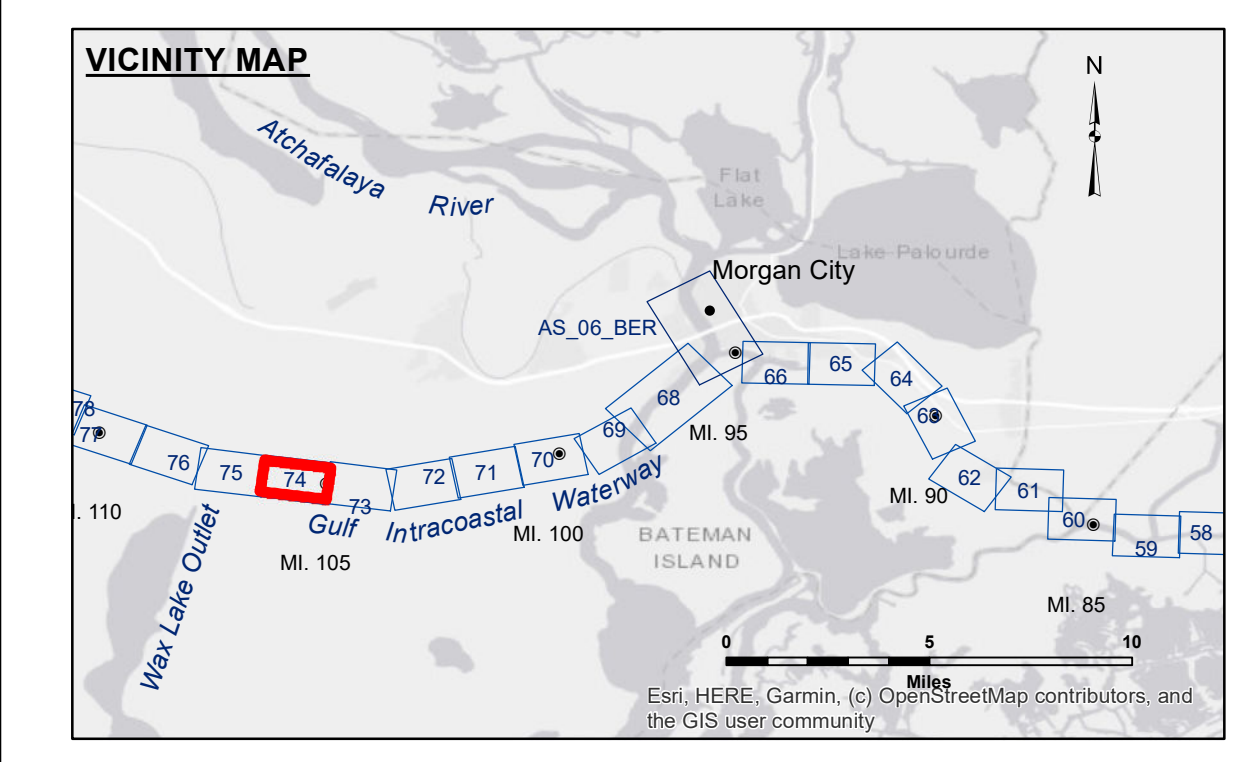 VICINITY MAP
N
Atchafalaya
River
Flat
Lake
Lake Palourde
Morgan City
AS_06_BER
66
65
64
63
68
69
MI. 95
78
77
76
75
74
73
72
71
70
62
61
60
59
58
MI. 90
Waterway
Gulf
Intracoastal
MI. 100
. 110
BATEMAN
ISLAND
Wax Lake Outlet
MI. 105
MI. 85
0 5 10
Miles
Esri, HERE, Garmin, (c) OpenStreetMap contributors, and
the GIS user community